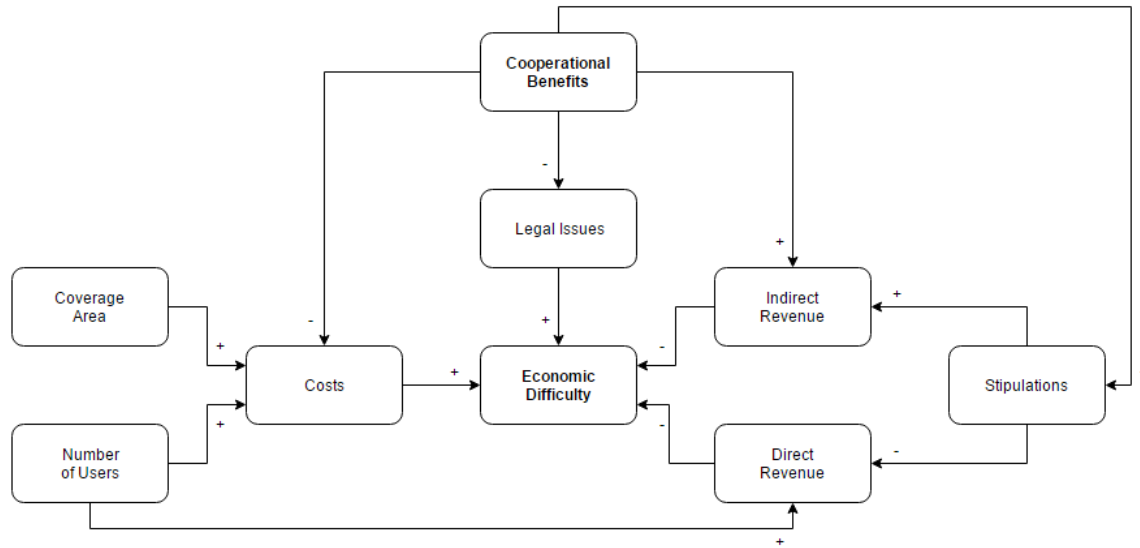 Cooperational
Benefits
-
Legal Issues
+
Coverage
Area
-
+
Indirect
Revenue
+
+
+
-
Costs
+
Economic
Difficulty
Stipulations
+
-
-
Number
of Users
Direct
Revenue
+